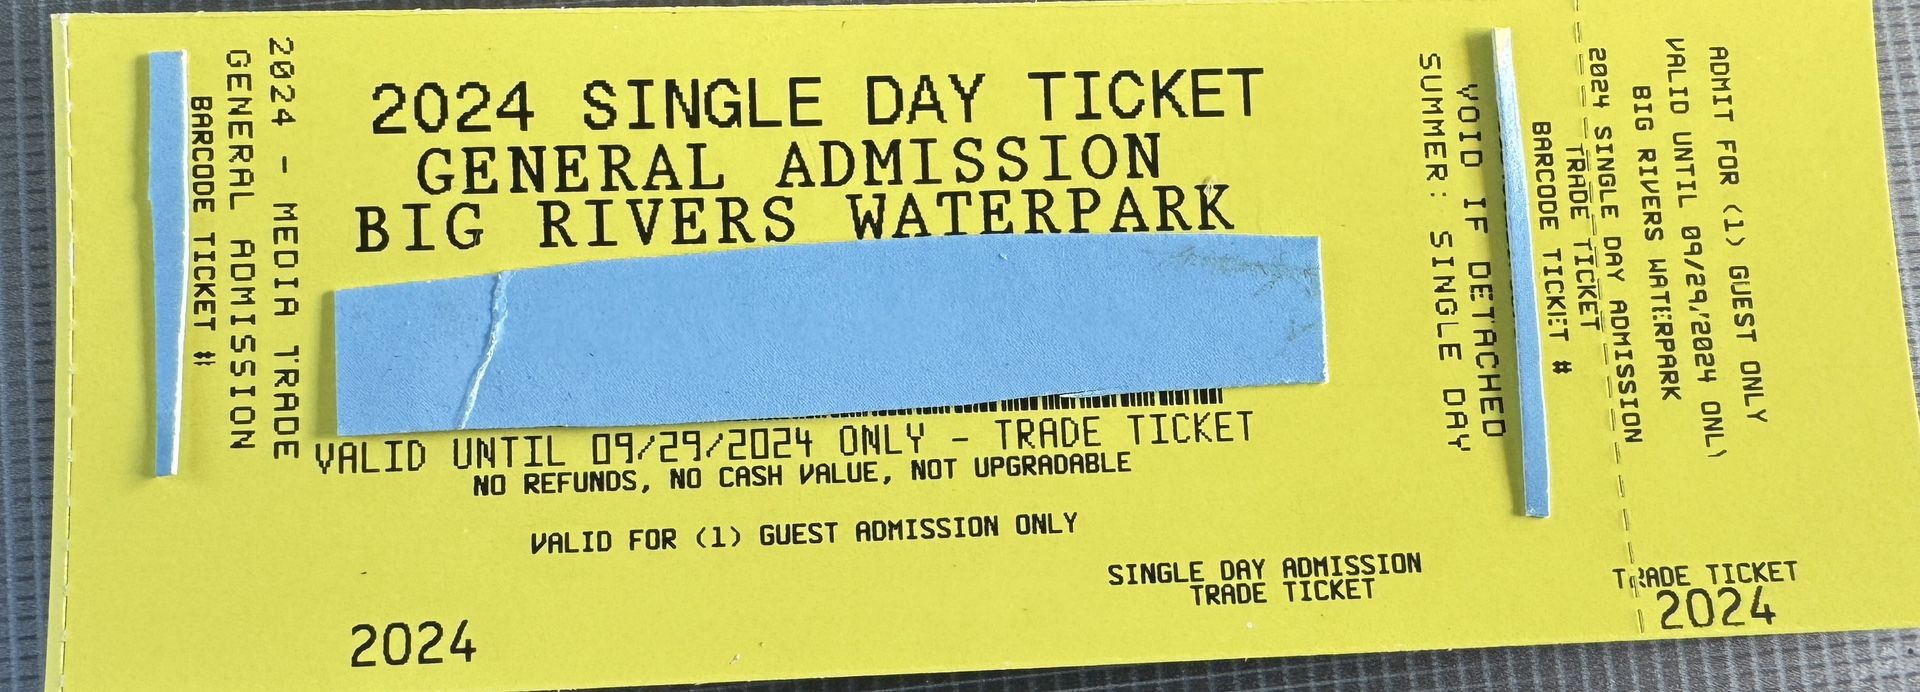 2024 - MEDIA TRADE
GENERAL ADMISSION
BARCODE TICKET #
2024 SINGLE DAY TICKET
GENERAL ADMISSION
BIG RIVERS WATERPARK
VALID UNTIL 09/29/2024 ONLY - TRADE TICKET
NO REFUNDS, NO CASH VALUE, NOT UPGRADABLE
VALID FOR (1) GUEST ADMISSION ONLY
SINGLE DAY ADMISSION
TRADE TICKET
2024
VOID IF DETACHED
SUMMER: SINGLE DAY
ADMIT FOR (1) GUEST ONLY
VALID UNTIL 09/29/2024 ONLY
BIG RIVERS WATERPARK
2024 SINGLE DAY ADMISSION
TRADE TICKET
BARCODE TICKET #
TRADE TICKET
2024